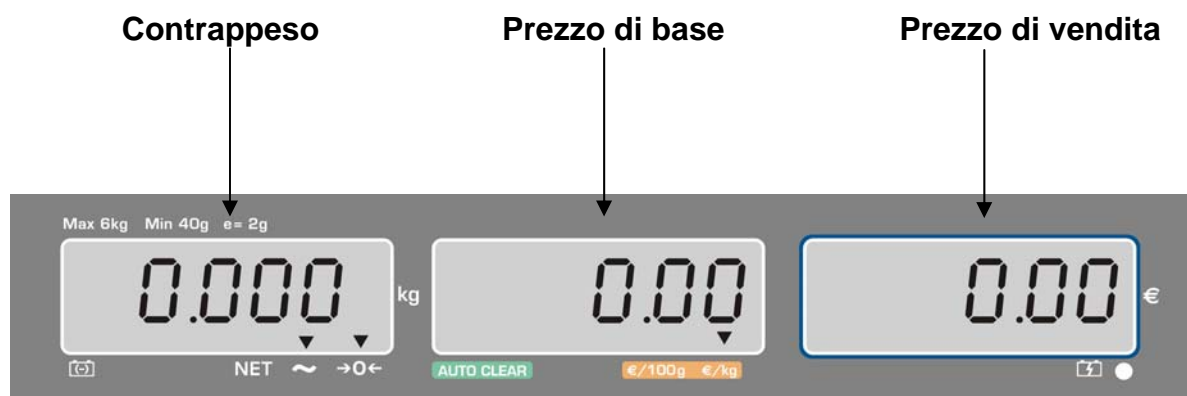 Contrappeso Prezzo di base Prezzo di vendita
Max 6kg Min 40g e= 2g
0.000 kg 0.00 0.00 €
NET ~ →0← AUTO CLEAR €/100g €/kg